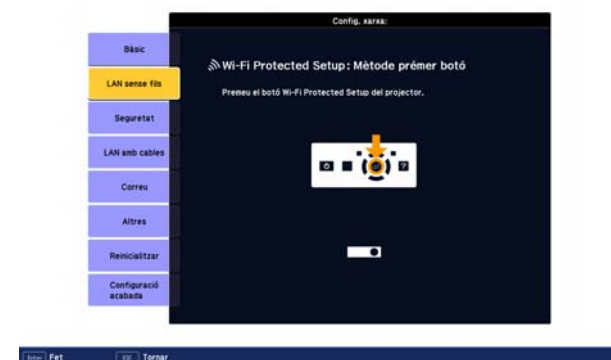 Config. xarxa:
Bàsic
LAN sense fils
Seguretat
LAN amb cables
Correu
Altres
Reinicialitzar
Configuració
acabada
Wi-Fi Protected Setup: Mètode prémer botó
Premeu el botó Wi-Fi Protected Setup del projector.
?
Enter Fet
ESC Tornar